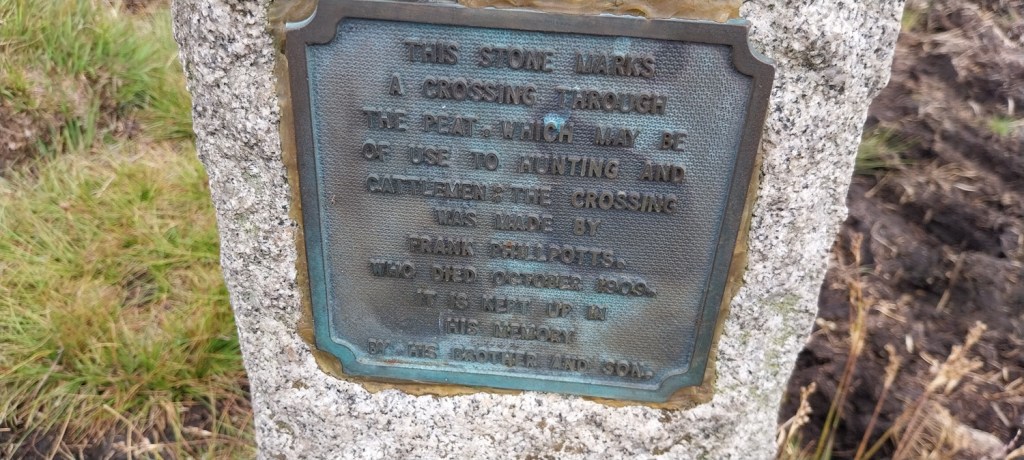 THIS STONE MARKS
A CROSSING THROUGH
THE PEAT. WHICH MAY BE
OF USE TO HUNTING AND
CATTLEMEN: THE CROSSING
WAS MADE BY
FRANK PHILLPOTTS.
WHO DIED OCTOBER 1909.
IT IS KEPT UP IN
HIS MEMORY
BY HIS BROTHER AND SON.